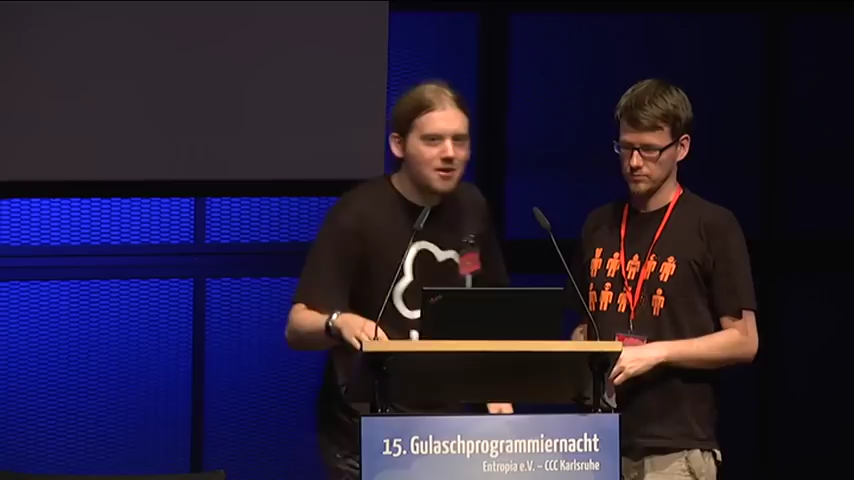 15. Gulaschprogrammiernacht
Entropia e.V. – CCC Karlsruhe